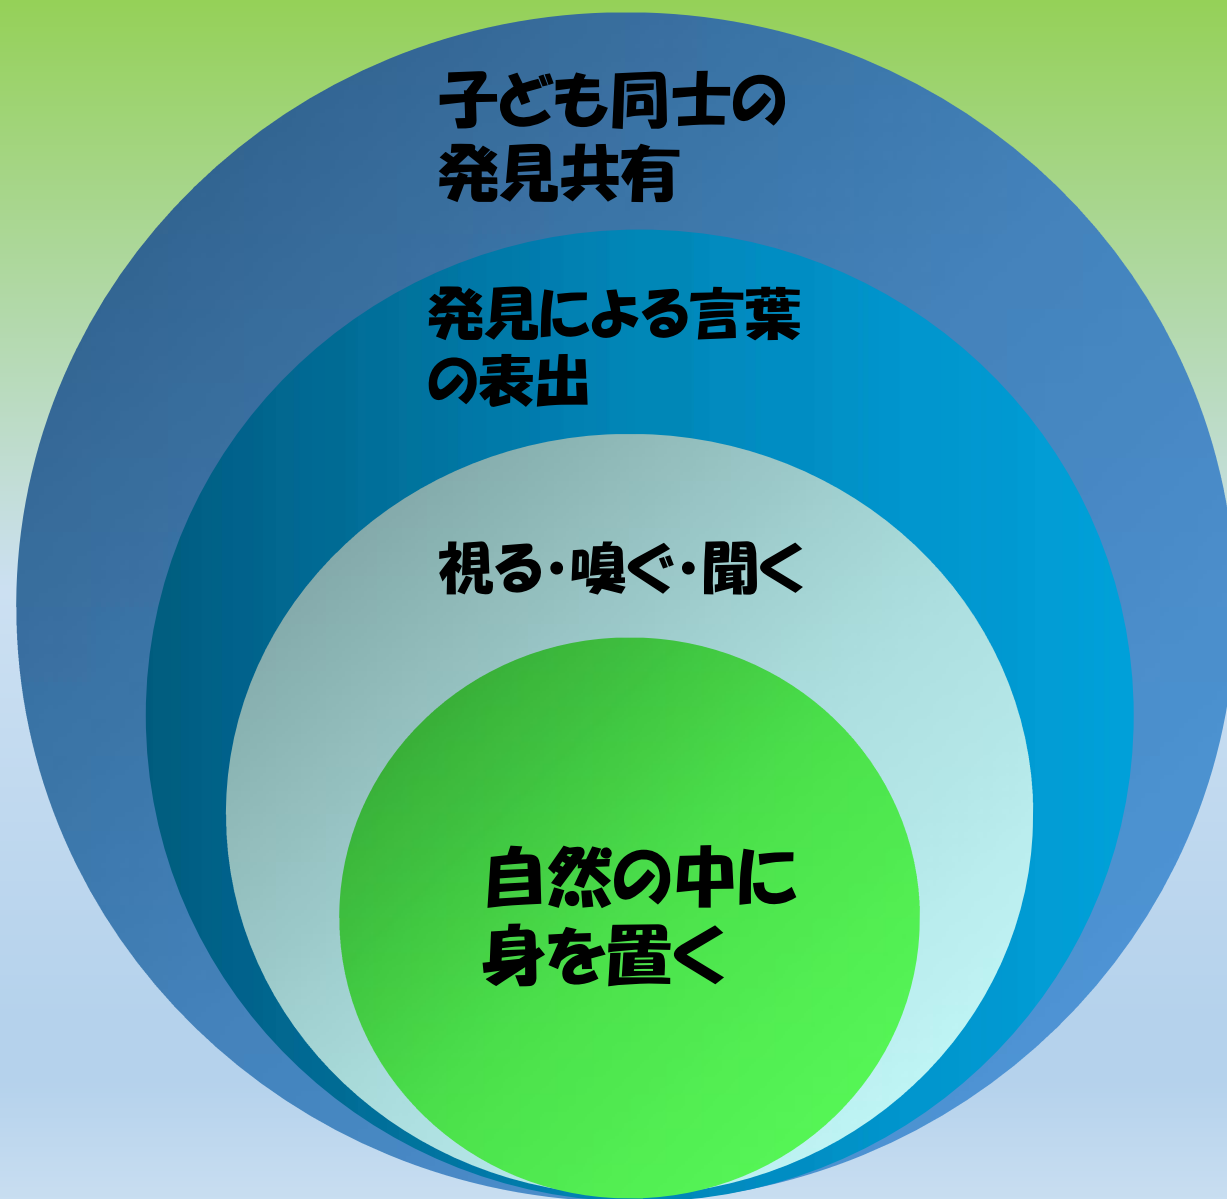 子ども同士の
発見共有
発見による言葉
の表出
視る・嗅ぐ・聞く
自然の中に
身を置く